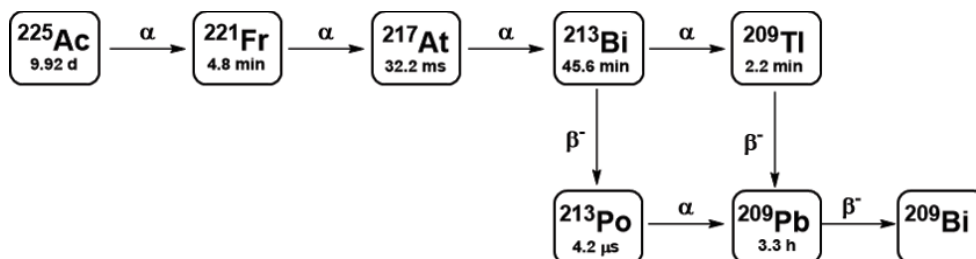 α α α α
²²⁵Ac ²²¹Fr ²¹⁷At ²¹³Bi ²⁰⁹Tl
9.92 d 4.8 min 32.2 ms 45.6 min 2.2 min
β⁻ β⁻
α β⁻
²¹³Po ²⁰⁹Pb ²⁰⁹Bi
4.2 µs 3.3 h